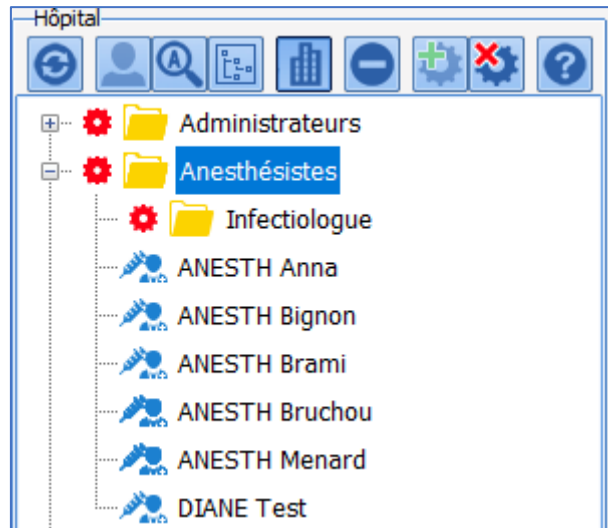 Hôpital
A
?
Administrateurs
Anesthésistes
Infectiologue
ANESTH Anna
ANESTH Bignon
ANESTH Brami
ANESTH Bruchou
ANESTH Menard
DIANE Test